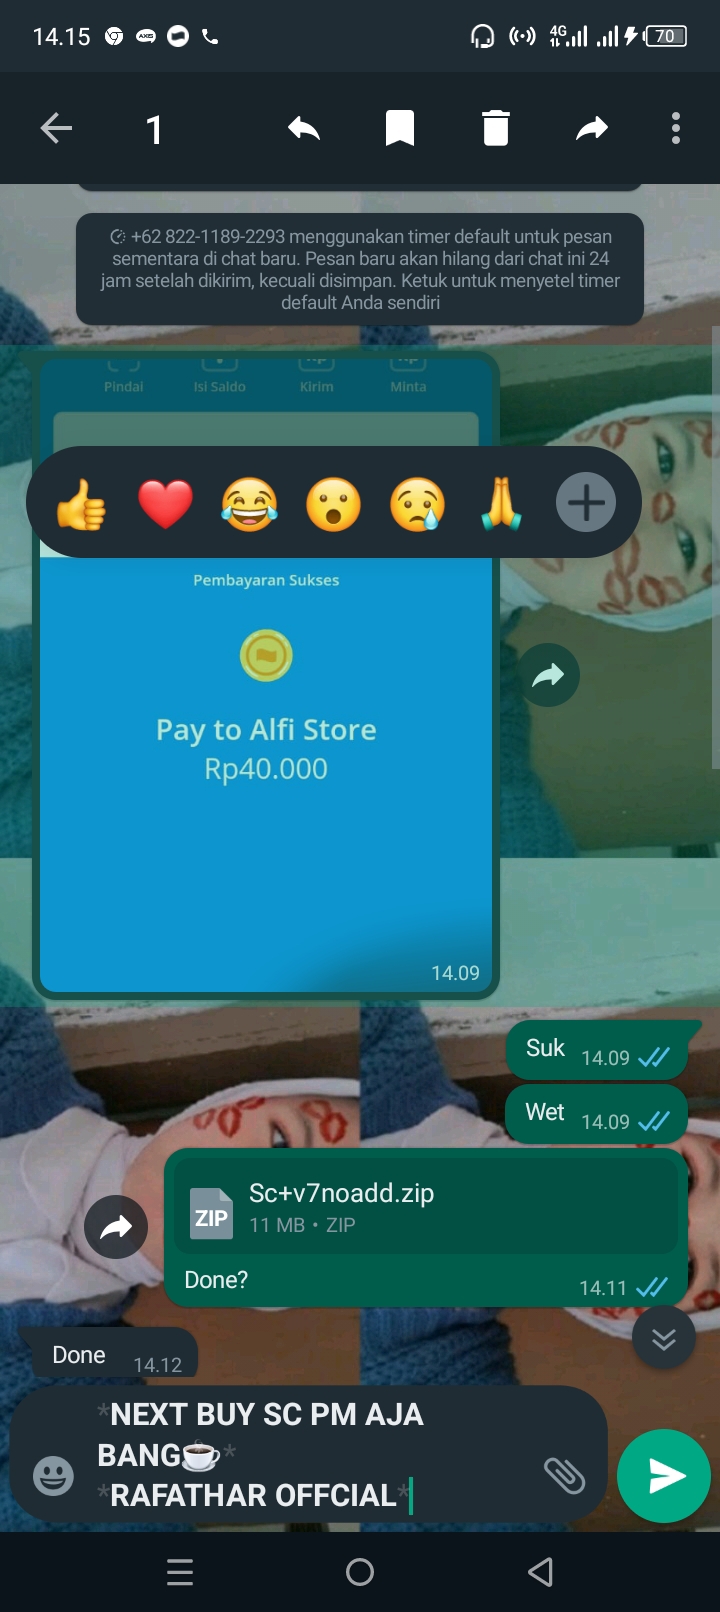 14.15
4G
70
1
+62 822-1189-2293 menggunakan timer default untuk pesan
sementara di chat baru. Pesan baru akan hilang dari chat ini 24
jam setelah dikirim, kecuali disimpan. Ketuk untuk menyetel timer
default Anda sendiri
Pindai Isi Saldo Kirim Minta
Pembayaran Sukses
Pay to Alfi Store
Rp40.000
14.09
Suk 14.09
Wet 14.09
ZIP
Sc+v7noadd.zip
11 MB • ZIP
Done? 14.11
Done 14.12
*NEXT BUY SC PM AJA
BANG☕*
*RAFATHAR OFFCIAL*